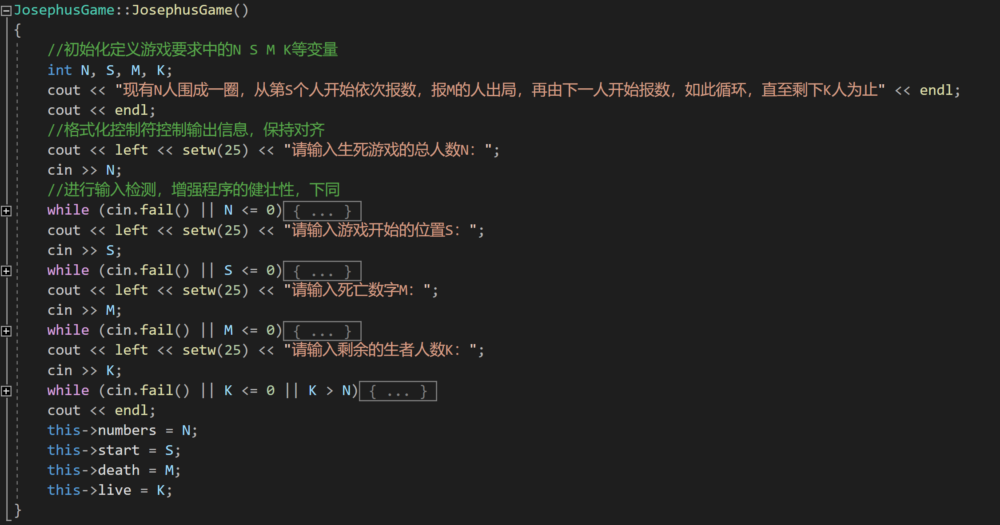 JosephusGame::JosephusGame()
{
//初始化定义游戏要求中的N S M K等变量
int N, S, M, K;
cout << "现有N人围成一圈，从第S个人开始依次报数，报M的人出局，再由下一人开始报数，如此循环，直至剩下K人为止" << endl;
cout << endl;
//格式化控制符控制输出信息，保持对齐
cout << left << setw(25) << "请输入生死游戏的总人数N：";
cin >> N;
//进行输入检测，增强程序的健壮性，下同
while (cin.fail() || N <= 0){ ... }
cout << left << setw(25) << "请输入游戏开始的位置S：";
cin >> S;
while (cin.fail() || S <= 0){ ... }
cout << left << setw(25) << "请输入死亡数字M：";
cin >> M;
while (cin.fail() || M <= 0){ ... }
cout << left << setw(25) << "请输入剩余的生者人数K：";
cin >> K;
while (cin.fail() || K <= 0 || K > N){ ... }
cout << endl;
this->numbers = N;
this->start = S;
this->death = M;
this->live = K;
}